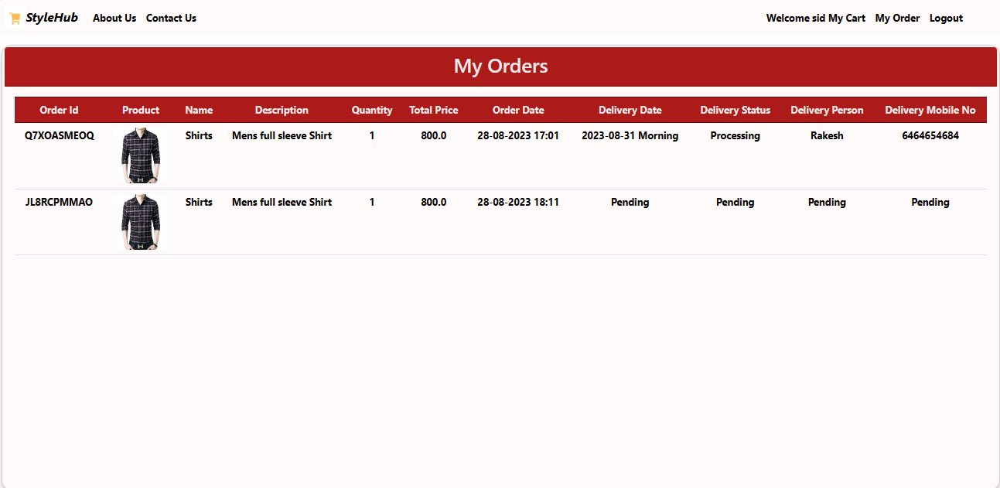 StyleHub About Us Contact Us Welcome sid My Cart My Order Logout
My Orders
Order Id Product Name Description Quantity Total Price Order Date Delivery Date Delivery Status Delivery Person Delivery Mobile No
Q7XOASMEOQ Shirts Mens full sleeve Shirt 1 800.0 28-08-2023 17:01 2023-08-31 Morning Processing Rakesh 6464654684
JL8RCPMMAO Shirts Mens full sleeve Shirt 1 800.0 28-08-2023 18:11 Pending Pending Pending Pending